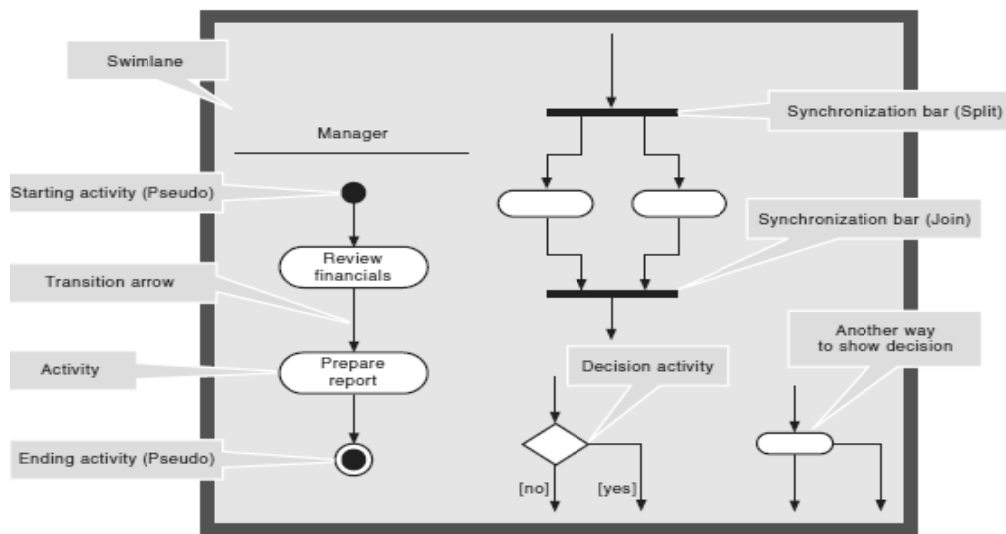 Swimlane
Manager
Synchronization bar (Split)
Starting activity (Pseudo)
Review
financials
Synchronization bar (Join)
Transition arrow
Prepare
report
Activity
Another way
to show decision
Decision activity
Ending activity (Pseudo)
[no]
[yes]